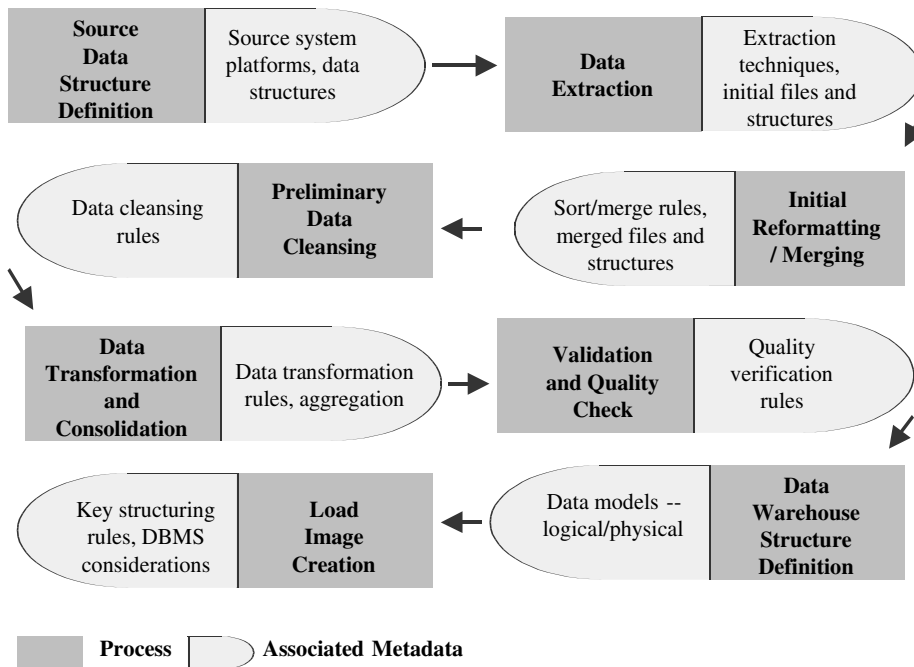 Source
Data
Structure
Definition
Source system
platforms, data
structures
Data
Extraction
Extraction
techniques,
initial files and
structures
Data cleansing
rules
Preliminary
Data
Cleansing
Sort/merge rules,
merged files and
structures
Initial
Reformatting
/ Merging
Data
Transformation
and
Consolidation
Data transformation
rules, aggregation
Validation
and Quality
Check
Quality
verification
rules
Key structuring
rules, DBMS
considerations
Load
Image
Creation
Data models --
logical/physical
Data
Warehouse
Structure
Definition
Process
Associated Metadata